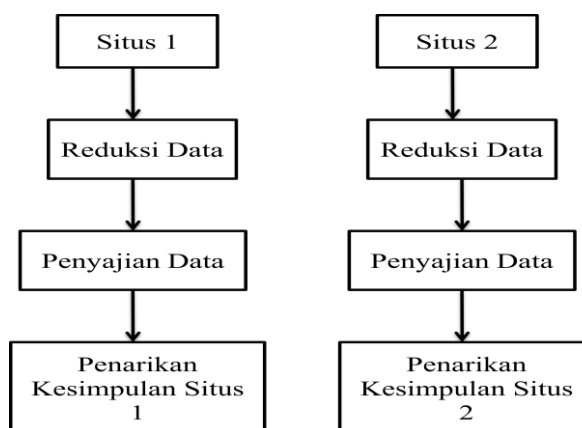 Situs 1
Reduksi Data
Penyajian Data
Penarikan
Kesimpulan Situs
1
Situs 2
Reduksi Data
Penyajian Data
Penarikan
Kesimpulan Situs
2